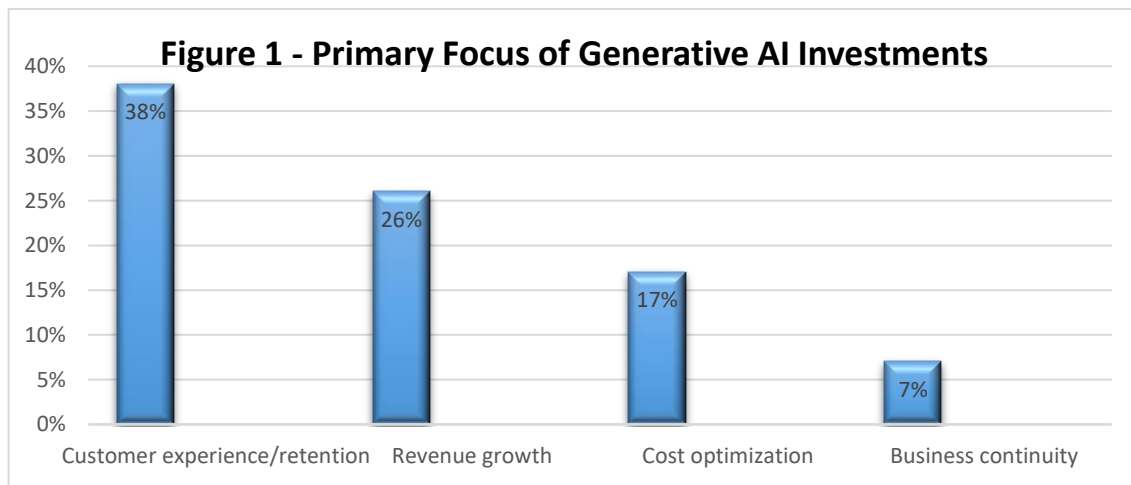 Figure 1 - Primary Focus of Generative AI Investments
40%
35%
30%
25%
20%
15%
10%
5%
0%
38%
26%
17%
7%
Customer experience/retention
Revenue growth
Cost optimization
Business continuity